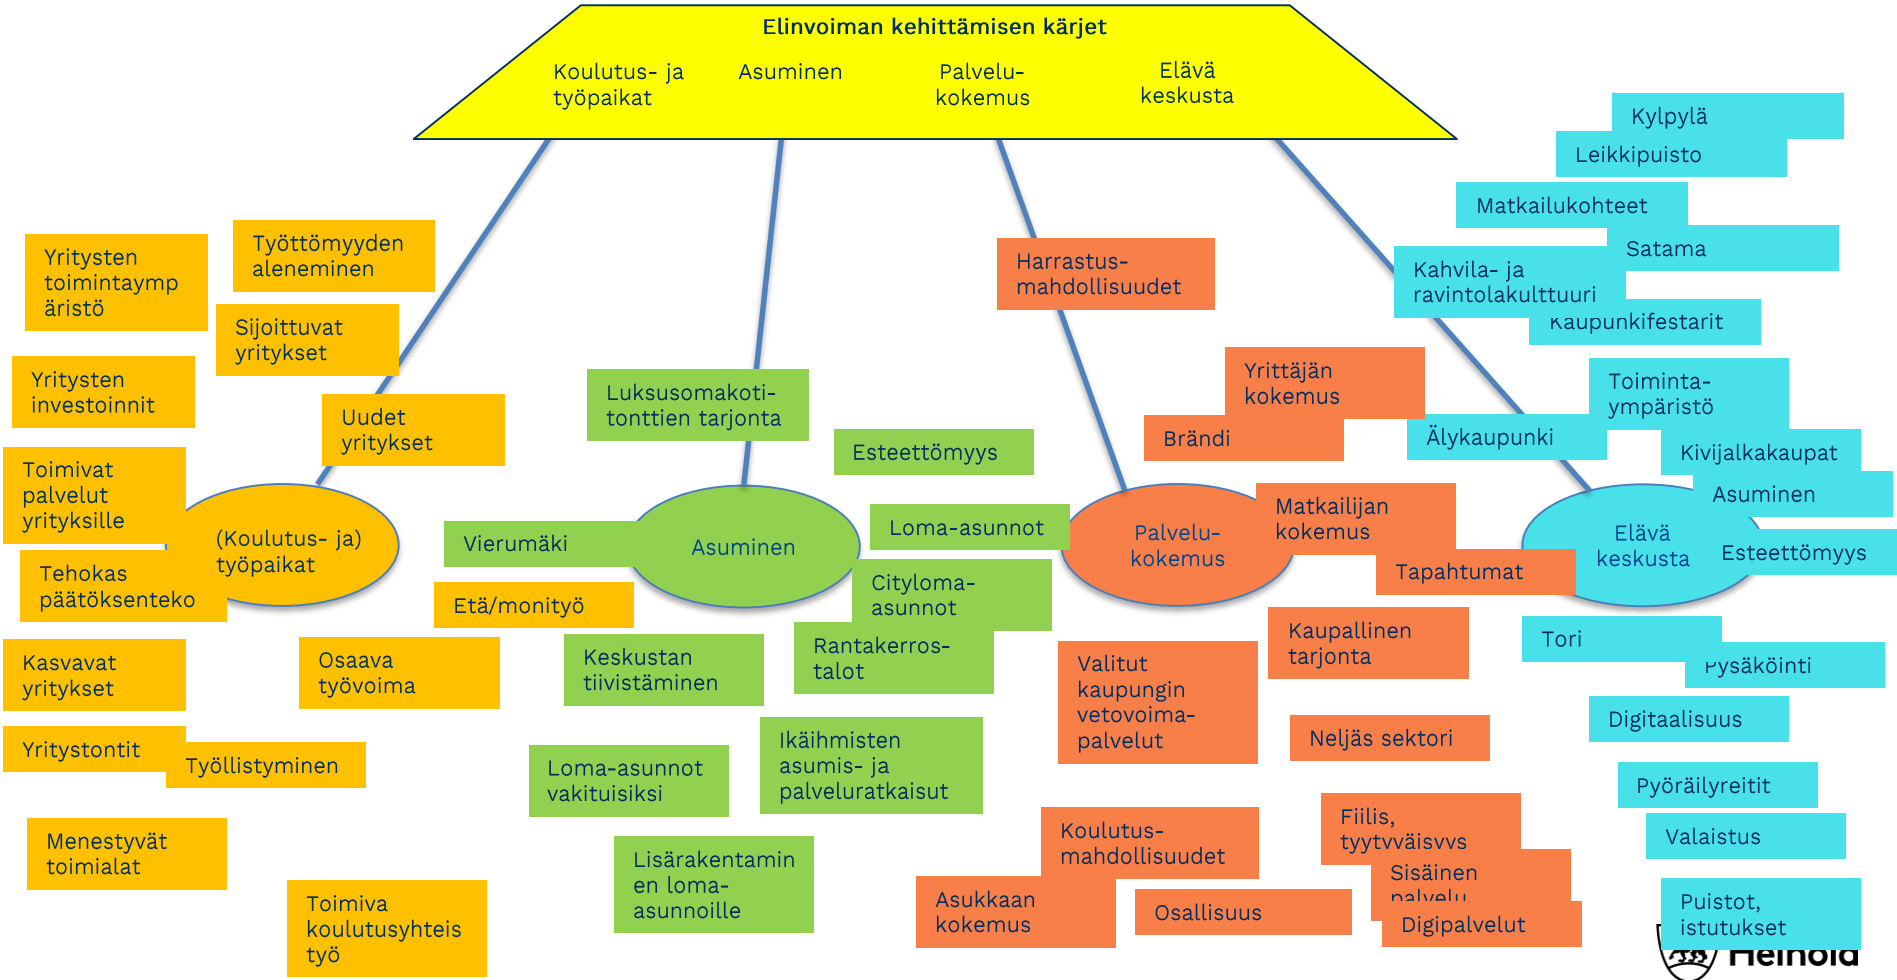 Elinvoiman kehittämisen kärjet
Koulutus- ja
työpaikat
Asuminen
Palvelu-
kokemus
Elävä
keskusta
Yritysten
toimintaymp
äristö
Työttömyyden
aleneminen
Sijoittuvat
yritykset
Yritysten
investoinnit
Uudet
yritykset
Toimivat
palvelut
yrityksille
(Koulutus- ja)
työpaikat
Tehokas
päätöksenteko
Etä/monityö
Kasvavat
yritykset
Osaava
työvoima
Yritystontit
Työllistyminen
Menestyvät
toimialat
Toimiva
koulutusyhteis
työ
Luksusomakoti-
tonttien tarjonta
Esteettömyys
Loma-asunnot
Vierumäki
Asuminen
Cityloma-
asunnot
Rantakerros-
talot
Keskustan
tiivistäminen
Ikäihmisten
asumis- ja
palveluratkaisut
Loma-asunnot
vakituisiksi
Lisärakentamin
en loma-
asunnoille
Harrastus-
mahdollisuudet
Yrittäjän
kokemus
Brändi
Matkailijan
kokemus
Palvelu-
kokemus
Tapahtumat
Kaupallinen
tarjonta
Valitut
kaupungin
vetovoima-
palvelut
Neljäs sektori
Koulutus-
mahdollisuudet
Fiilis,
tyytyväisyys
Sisäinen
palvelu
Asukkaan
kokemus
Osallisuus
Digipalvelut
Kylpylä
Leikkipuisto
Matkailukohteet
Satama
Kahvila- ja
ravintolakulttuuri
Kaupunkifestarit
Toiminta-
ympäristö
Älykaupunki
Kivijalkakaupat
Asuminen
Elävä
keskusta
Esteettömyys
Tori
Pysäköinti
Digitaalisuus
Pyöräilyreitit
Valaistus
Puistot,
istutukset
Heinola